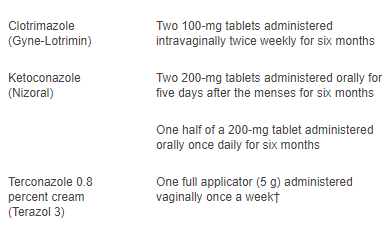 Clotrimazole
(Gyne-Lotrimin)
Two 100-mg tablets administered
intravaginally twice weekly for six months
Ketoconazole
(Nizoral)
Two 200-mg tablets administered orally for
five days after the menses for six months
One half of a 200-mg tablet administered
orally once daily for six months
Terconazole 0.8
percent cream
(Terazol 3)
One full applicator (5 g) administered
vaginally once a week†